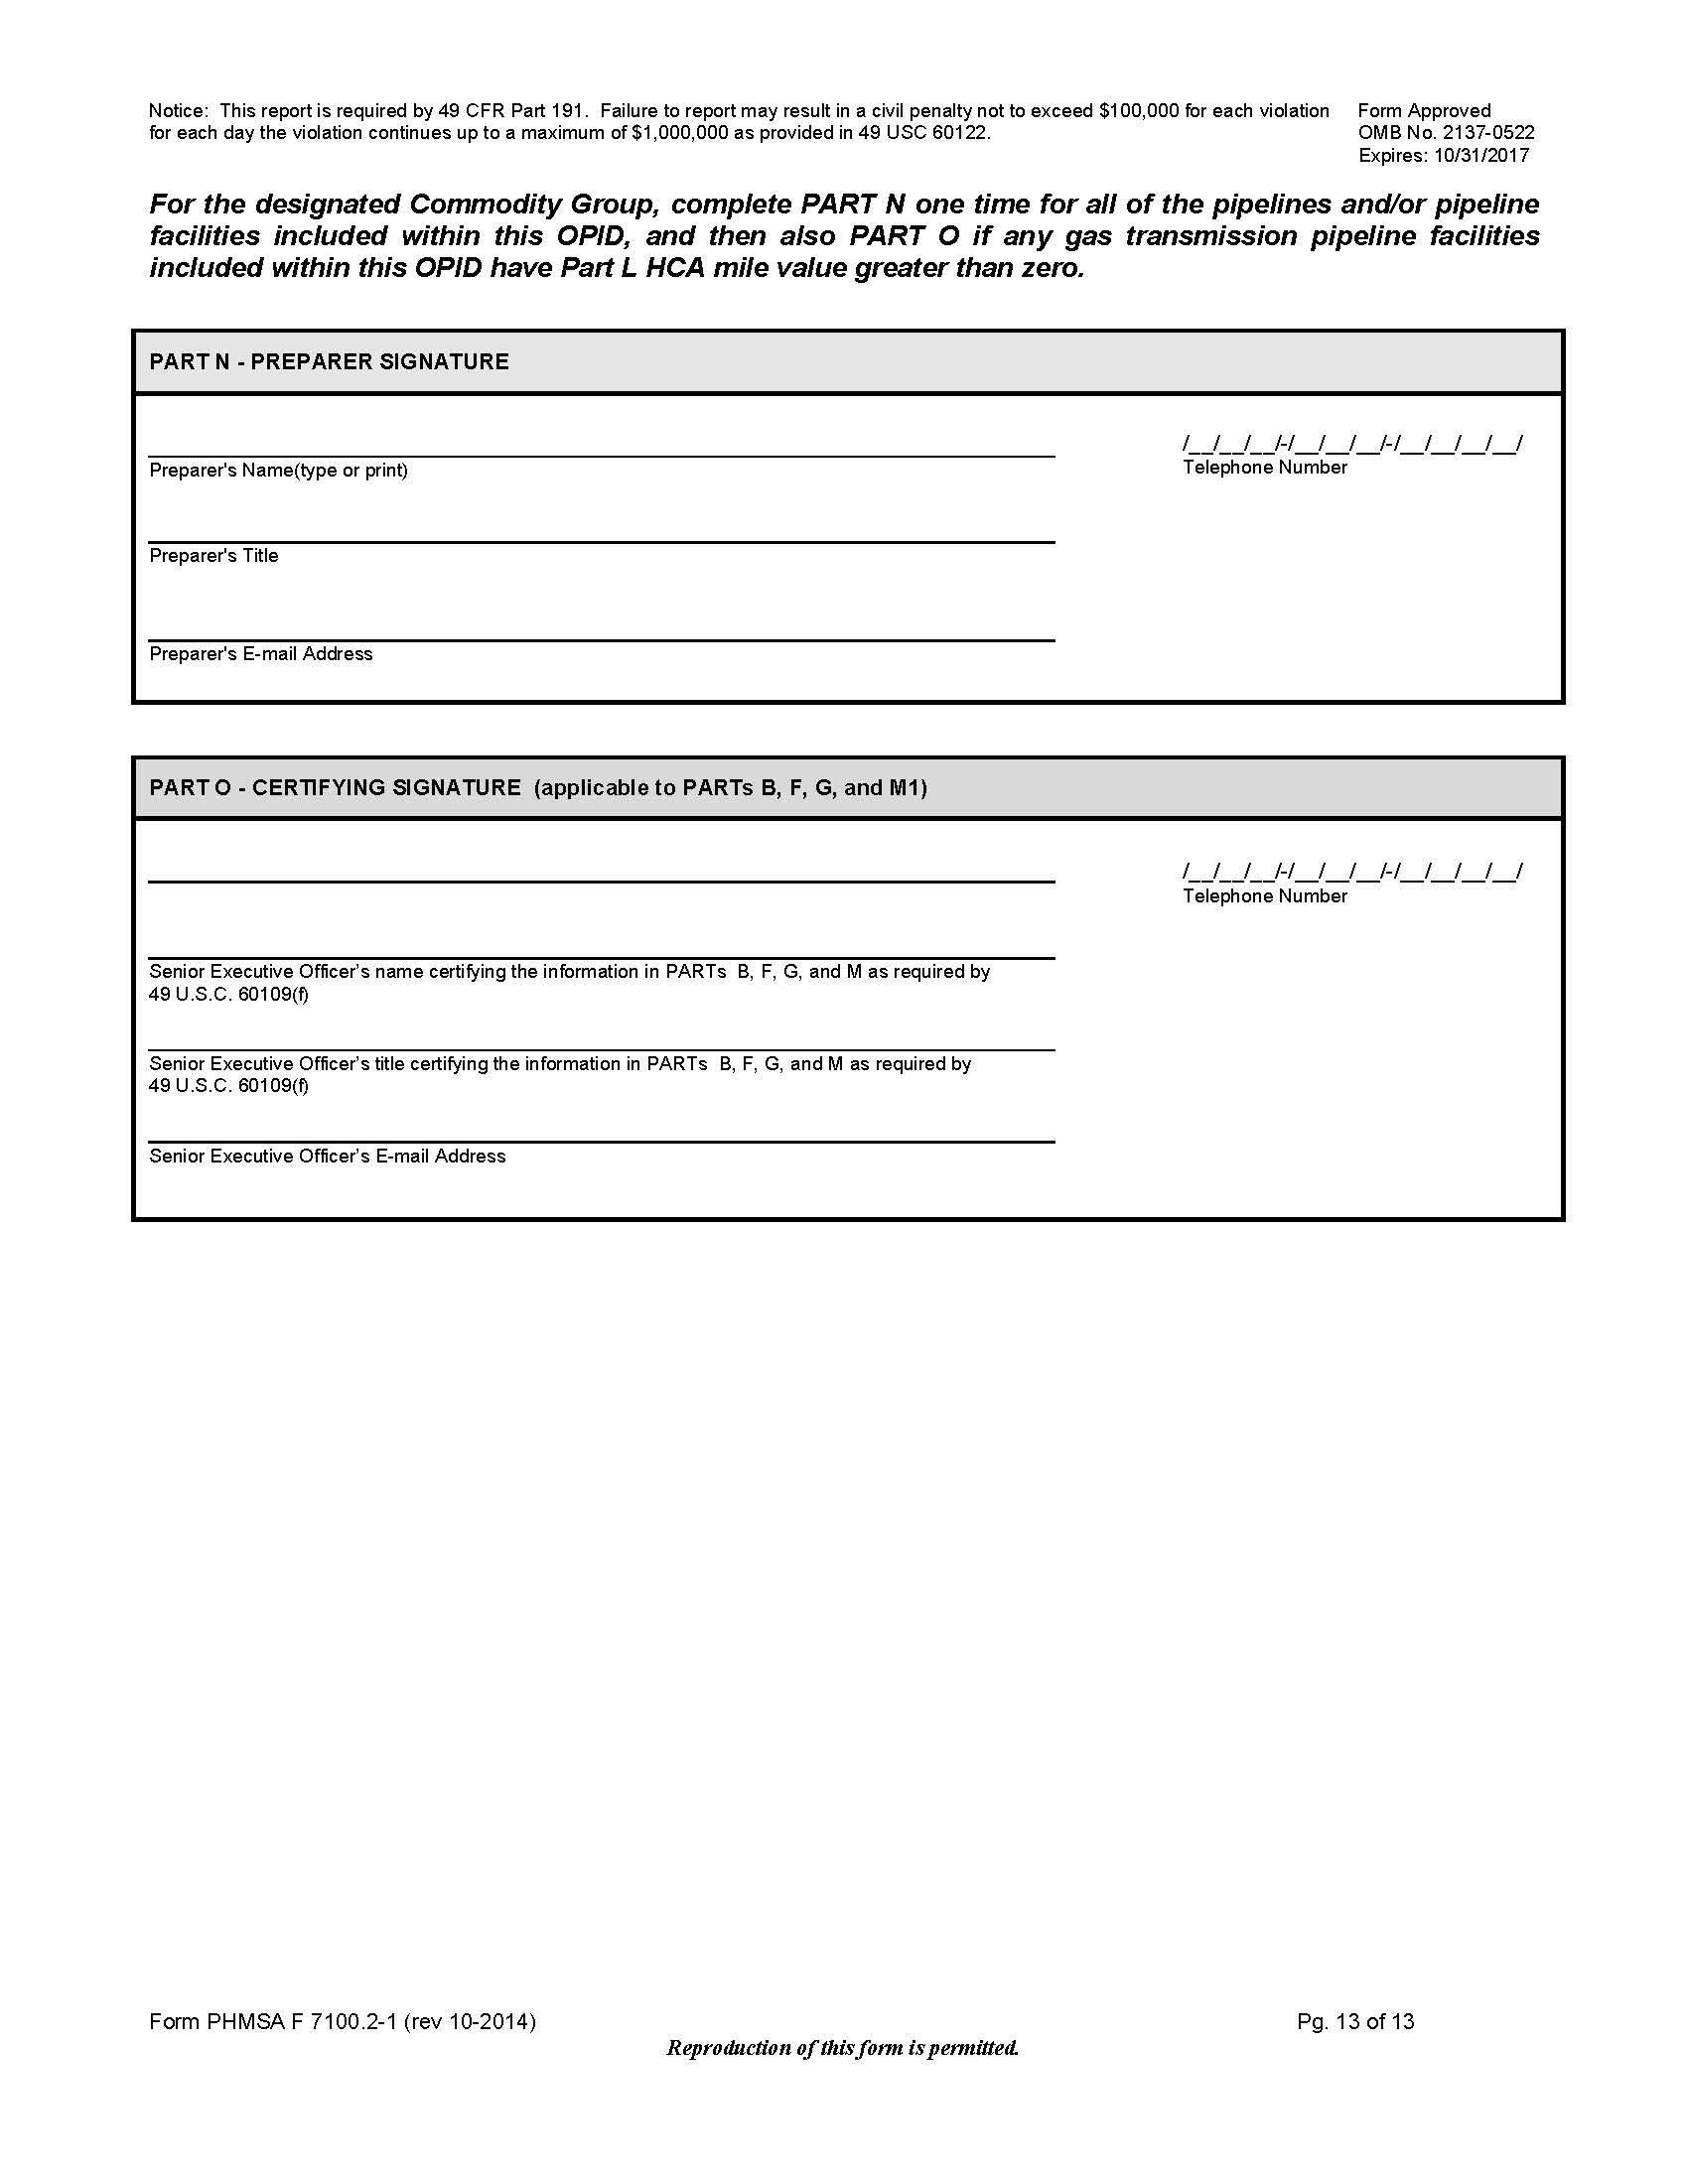 Notice:  This report is required by 49 CFR Part 191.  Failure to report may result in a civil penalty not to exceed $100,000 for each violation
for each day the violation continues up to a maximum of $1,000,000 as provided in 49 USC 60122.
Form Approved
OMB No. 2137-0522
Expires: 10/31/2017
For the designated Commodity Group, complete PART N one time for all of the pipelines and/or pipeline
facilities included within this OPID, and then also PART O if any gas transmission pipeline facilities
included within this OPID have Part L HCA mile value greater than zero.
PART N - PREPARER SIGNATURE
/__/__/__/-/__/__/__/-/__/__/__/__/
Preparer's Name(type or print)
Telephone Number
Preparer's Title
Preparer's E-mail Address
PART O - CERTIFYING SIGNATURE  (applicable to PARTs B, F, G, and M1)
/__/__/__/-/__/__/__/-/__/__/__/__/
Telephone Number
Senior Executive Officer’s name certifying the information in PARTs  B, F, G, and M as required by
49 U.S.C. 60109(f)
Senior Executive Officer’s title certifying the information in PARTs  B, F, G, and M as required by
49 U.S.C. 60109(f)
Senior Executive Officer’s E-mail Address
Form PHMSA F 7100.2-1 (rev 10-2014)
Pg. 13 of 13
Reproduction of this form is permitted.